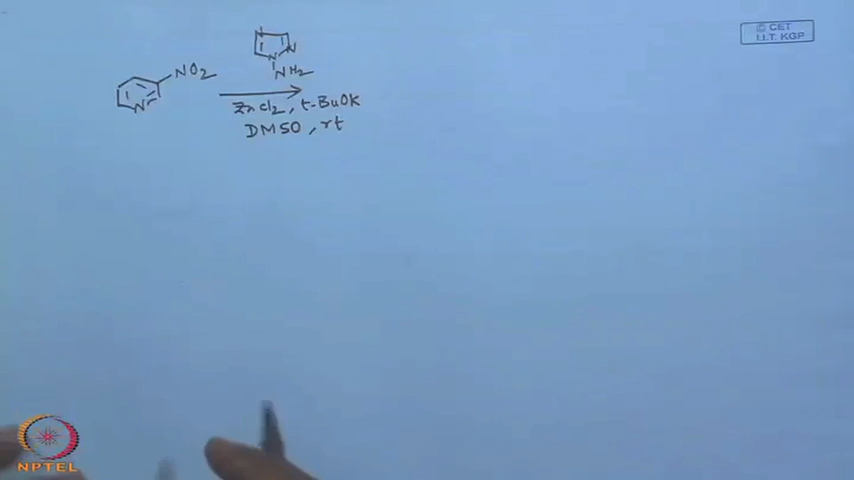 © CET
I.I.T. KGP
NO2
N
N
N
NH2
ZnCl2, t-BuOK
DMSO, rt
NPTEL